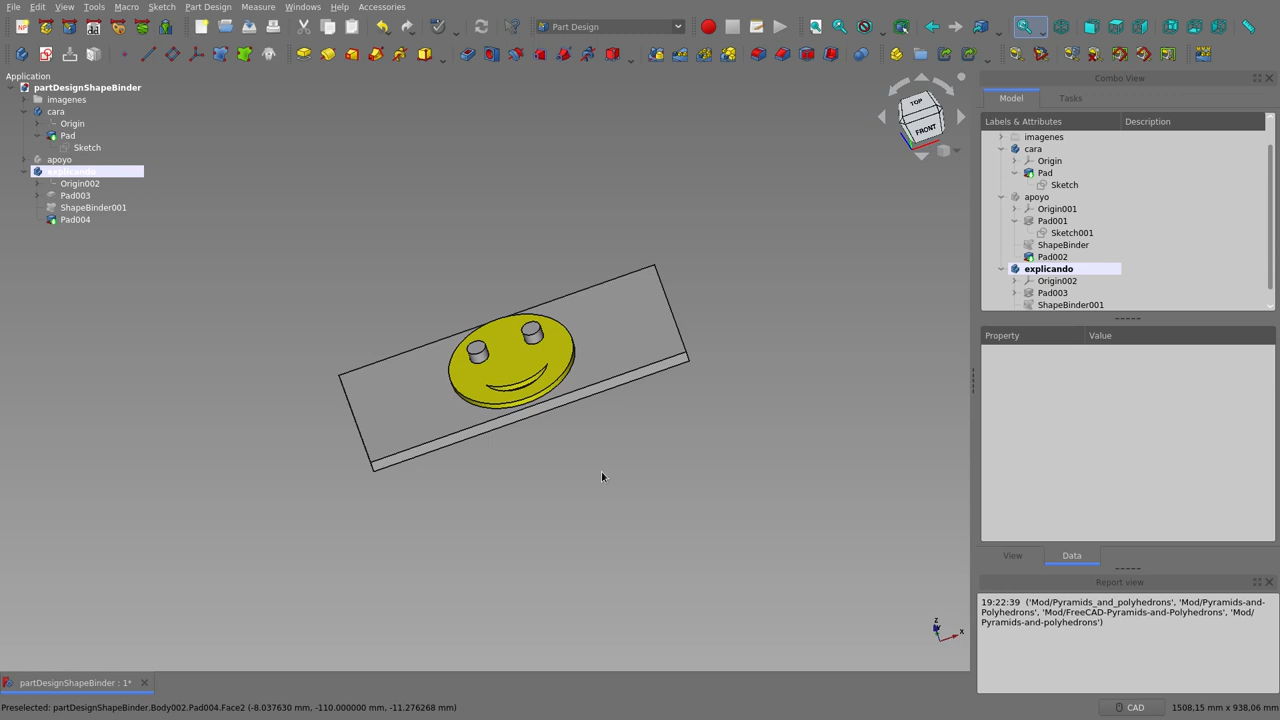 File Edit View Tools Macro Sketch Part Design Measure Windows Help Accessories
Part Design
Application
partDesignShapeBinder
imagenes
cara
Origin
Pad
Sketch
apoyo
explicando
Origin002
Pad003
ShapeBinder001
Pad004
TOP
FRONT
Z
X
Combo View
Model Tasks
Labels & Attributes Description
imagenes
cara
Origin
Pad
Sketch
apoyo
Origin001
Pad001
Sketch001
ShapeBinder
Pad002
explicando
Origin002
Pad003
ShapeBinder001
Property Value
View Data
Report view
19:22:39 ('Mod/Pyramids_and_polyhedrons', 'Mod/Pyramids-and-
Polyhedrons', 'Mod/FreeCAD-Pyramids-and-Polyhedrons', 'Mod/
Pyramids-and-polyhedrons')
partDesignShapeBinder : 1*
Preselected: partDesignShapeBinder.Body002.Pad004.Face2 (-8.037630 mm, -110.000000 mm, -11.276268 mm)
CAD
1508,15 mm x 938,06 mm